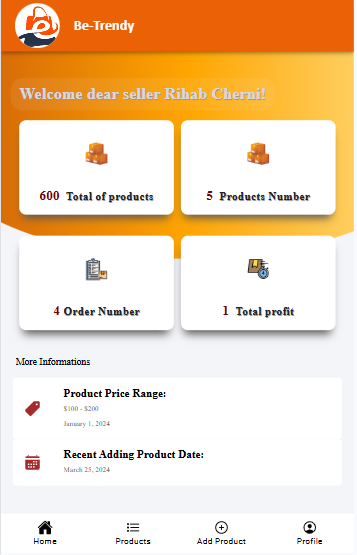 Be-Trendy
Welcome dear seller Rihab Cherni!
600 Total of products
5 Products Number
4 Order Number
1 Total profit
More Informations
Product Price Range:
$100 - $200
January 1, 2024
Recent Adding Product Date:
March 25, 2024
Home
Products
Add Product
Profile